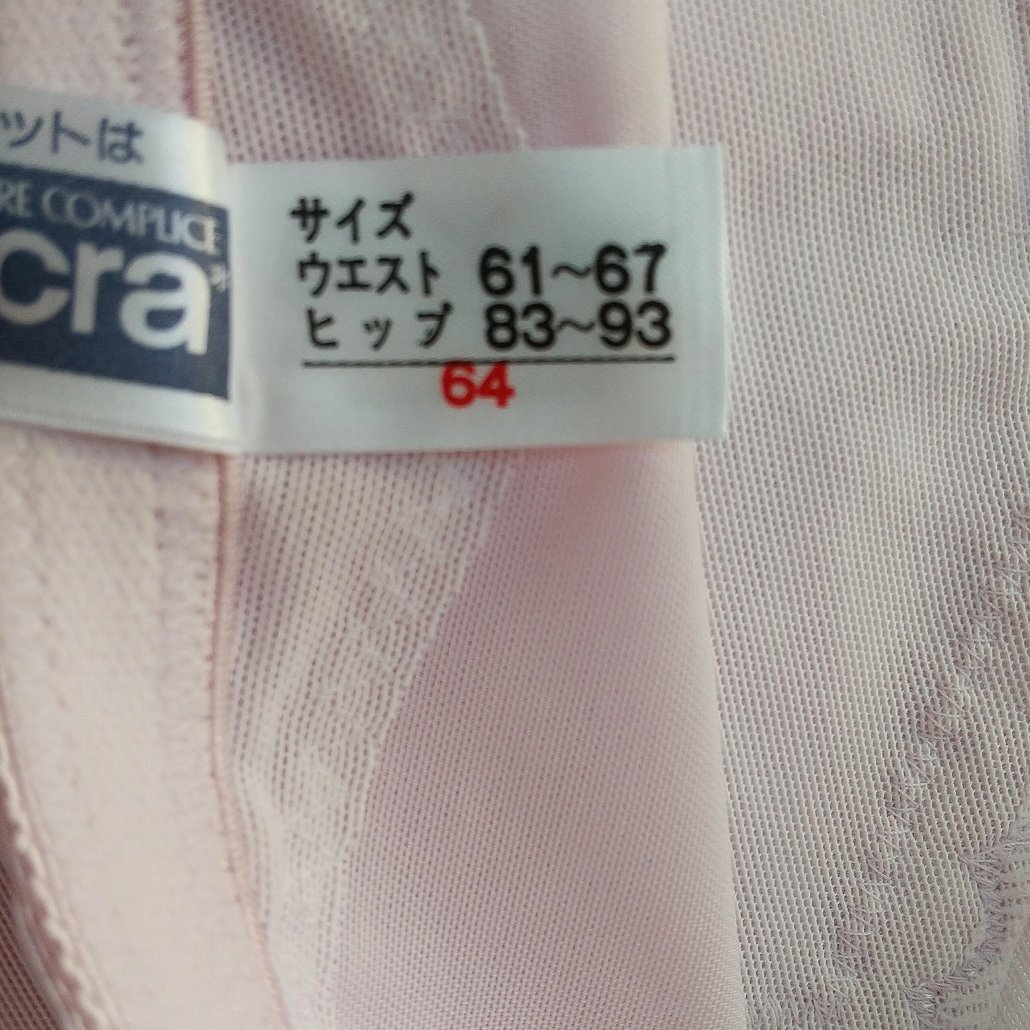 ットは
RE COMPLICE
cra
サイズ
ウエスト 61〜67
ヒップ 83〜93
64